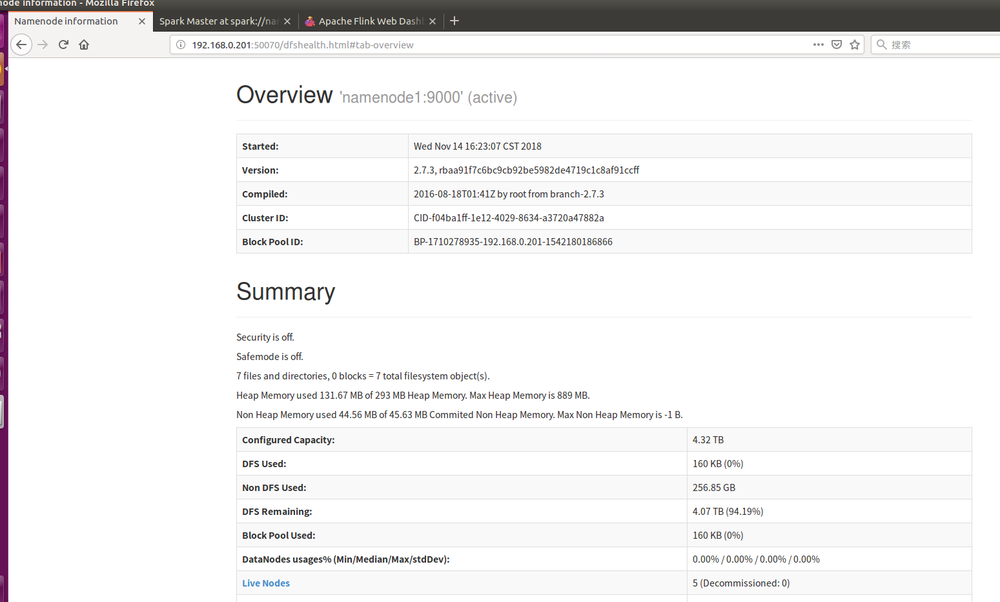 node information - Mozilla Firefox
Namenode information
Spark Master at spark://nar
Apache Flink Web Dash
192.168.0.201:50070/dfshealth.html#tab-overview
搜索
Overview 'namenode1:9000' (active)
Started: Wed Nov 14 16:23:07 CST 2018
Version: 2.7.3, rbaa91f7c6bc9cb92be5982de4719c1c8af91ccff
Compiled: 2016-08-18T01:41Z by root from branch-2.7.3
Cluster ID: CID-f04ba1ff-1e12-4029-8634-a3720a47882a
Block Pool ID: BP-1710278935-192.168.0.201-1542180186866
Summary
Security is off.
Safemode is off.
7 files and directories, 0 blocks = 7 total filesystem object(s).
Heap Memory used 131.67 MB of 293 MB Heap Memory. Max Heap Memory is 889 MB.
Non Heap Memory used 44.56 MB of 45.63 MB Commited Non Heap Memory. Max Non Heap Memory is -1 B.
Configured Capacity: 4.32 TB
DFS Used: 160 KB (0%)
Non DFS Used: 256.85 GB
DFS Remaining: 4.07 TB (94.19%)
Block Pool Used: 160 KB (0%)
DataNodes usages% (Min/Median/Max/stdDev): 0.00% / 0.00% / 0.00% / 0.00%
Live Nodes 5 (Decommissioned: 0)